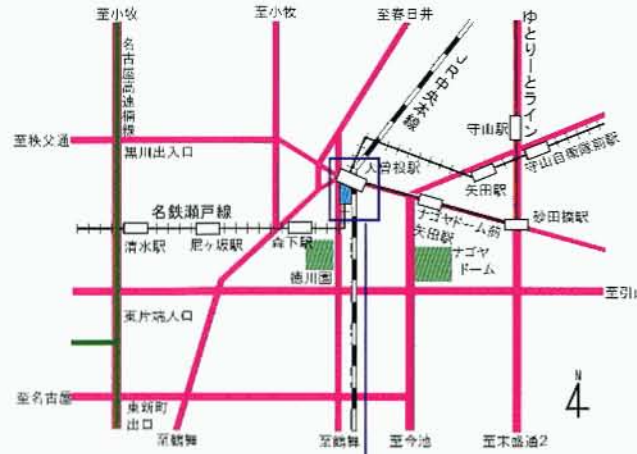 至小牧
至小牧
至春日井
ゆとりーとライン
名古屋高速楠線
JR中央本線
守山駅
至秩父通
黒川出入口
大曽根駅
守山自衛隊前駅
矢田駅
名鉄瀬戸線
ナゴヤドーム前
矢田駅
砂田橋駅
清水駅
尼ヶ坂駅
森下駅
徳川園
ナゴヤ
ドーム
至引山
東片端入口
N
4
至名古屋
東新町
出口
至鶴舞
至鶴舞
至今池
至末盛通2